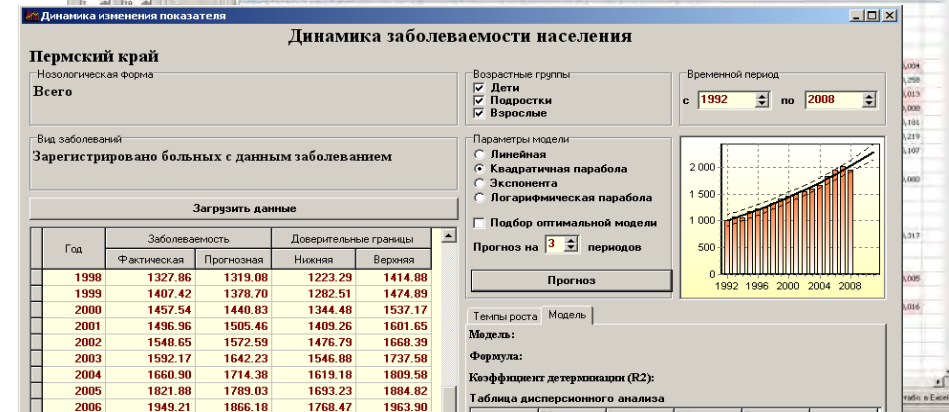 Динамика изменения показателя
Динамика заболеваемости населения
Пермский край
Нозологическая форма
Всего
Возрастные группы
Дети
Подростки
Взрослые
Временной период
с 1992 по 2008
Вид заболеваний
Зарегистрировано больных с данным заболеванием
Параметры модели
Линейная
Квадратичная парабола
Экспонента
Логарифмическая парабола
Подбор оптимальной модели
Прогноз на 3 периодов
Прогноз
2 000
1 500
1 000
500
0
1992 1996 2000 2004 2008
Загрузить данные
Год Заболеваемость Доверительные границы
Фактическая Прогнозная Нижняя Верхняя
1998 1327.86 1319.08 1223.29 1414.88
1999 1407.42 1378.70 1282.51 1474.89
2000 1457.54 1440.83 1344.48 1537.17
2001 1496.96 1505.46 1409.26 1601.65
2002 1548.65 1572.59 1476.79 1668.39
2003 1592.17 1642.23 1546.88 1737.58
2004 1660.90 1714.38 1619.18 1809.58
2005 1821.88 1789.03 1693.23 1884.82
2006 1949.21 1866.18 1768.47 1963.90
Темпы роста Модель
Модель:
Формула:
Коэффициент детерминации (R2):
Таблица дисперсионного анализа